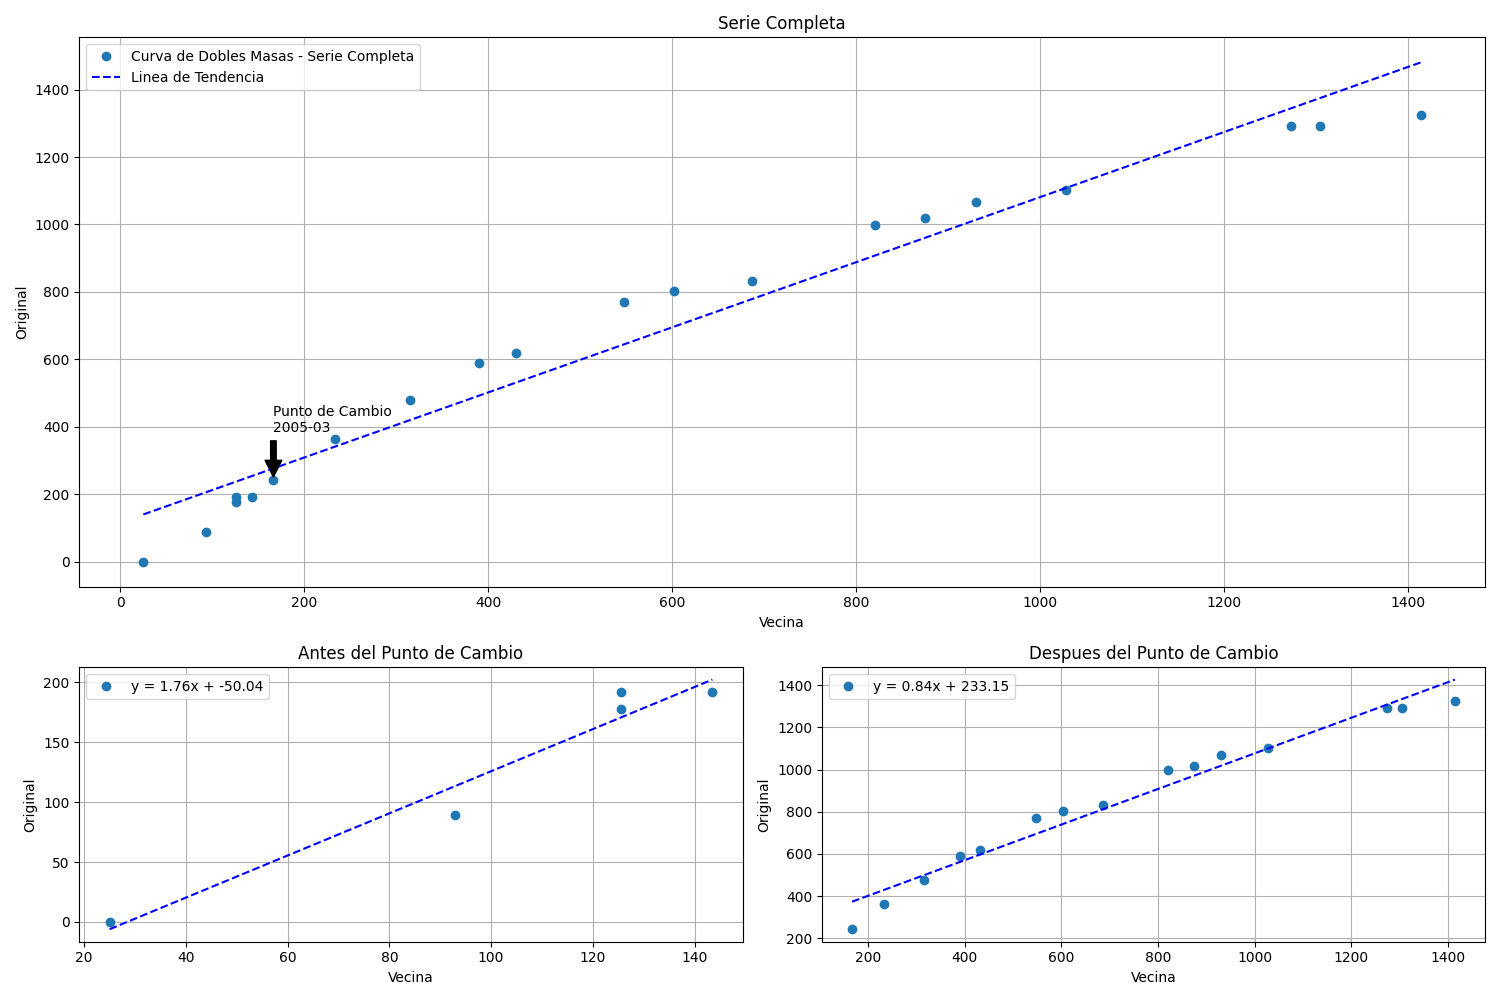 Serie Completa
Curva de Dobles Masas - Serie Completa
Linea de Tendencia
1400
1200
1000
800
600
400
200
0
Original
Punto de Cambio
2005-03
0 200 400 600 800 1000 1200 1400
Vecina
Antes del Punto de Cambio
y = 1.76x + -50.04
200
150
100
50
0
Original
20 40 60 80 100 120 140
Vecina
Despues del Punto de Cambio
y = 0.84x + 233.15
1400
1200
1000
800
600
400
200
Original
200 400 600 800 1000 1200 1400
Vecina